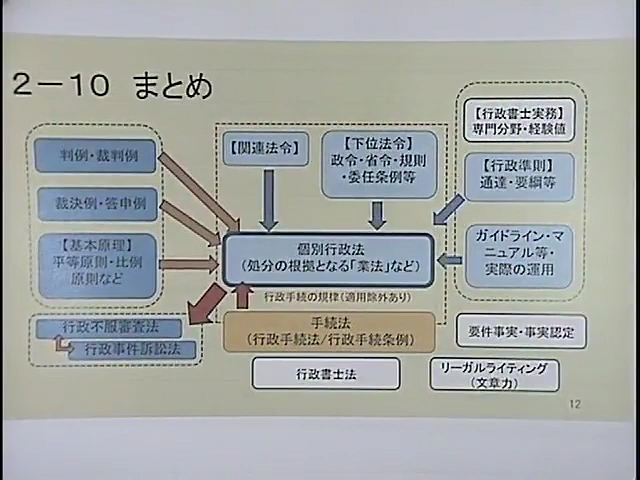 2－10 まとめ
判例・裁判例
裁決例・答申例
【基本原理】
平等原則・比例
原則など
【関連法令】
【下位法令】
政令・省令・規則
・委任条例等
【行政書士実務】
専門分野・経験値
【行政準則】
通達・要綱等
ガイドライン・マ
ニュアル等・
実際の運用
個別行政法
（処分の根拠となる「業法」など）
行政手続の規律（適用除外あり）
手続法
（行政手続法/行政手続条例）
行政不服審査法
行政事件訴訟法
行政書士法
要件事実・事実認定
リーガルライティング
（文章力）
12